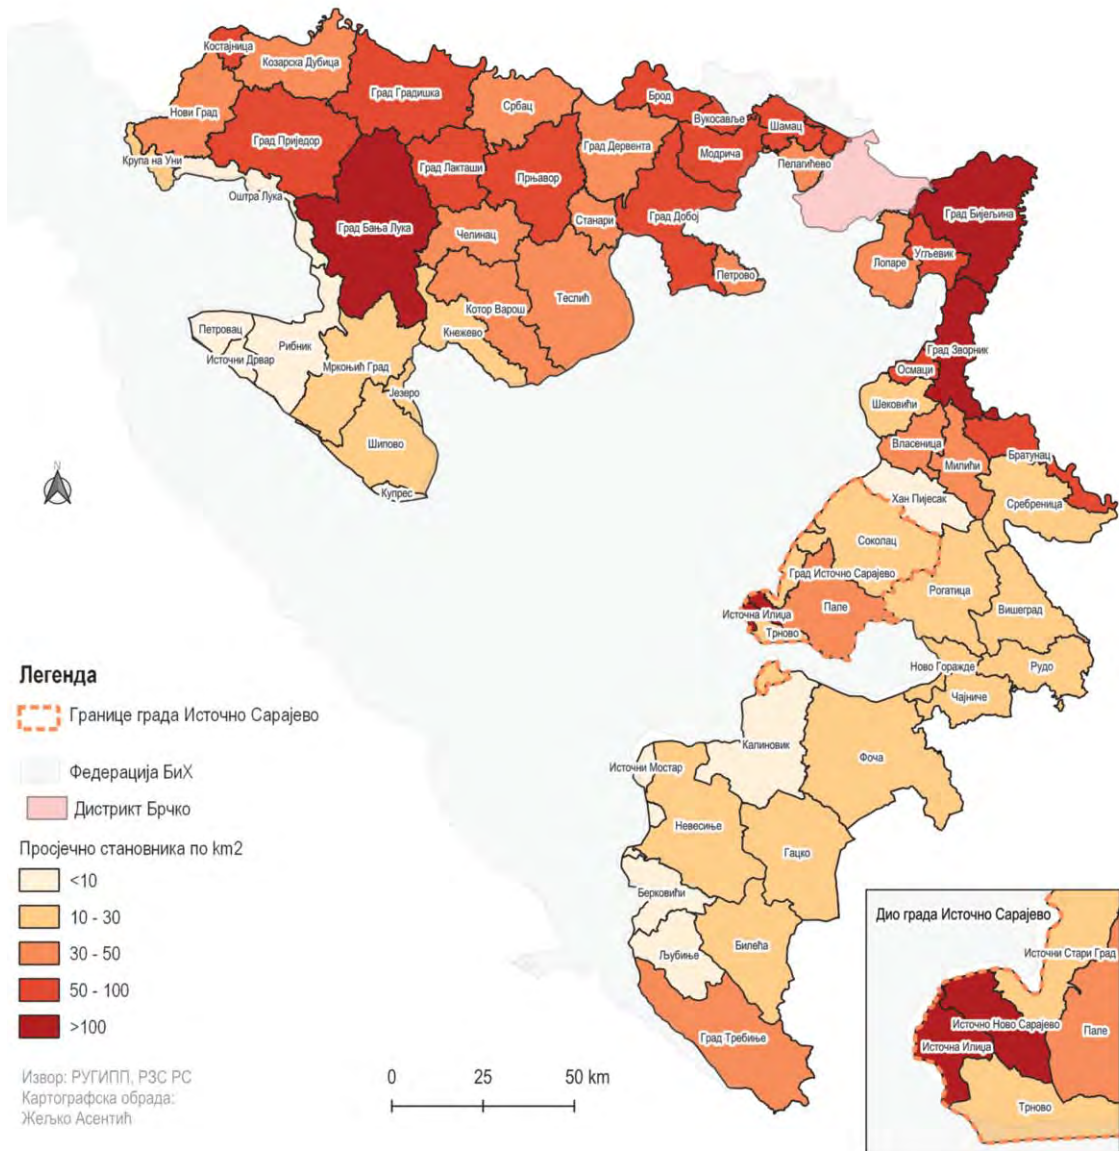 Костајница
Козарска Дубица
Град Градишка
Нови Град
Србац
Брод
Вукосавље
Шамац
Град Приједор
Град Дервента
Модрича
Пелагићево
Крупа на Уни
Град Лакташи
Прњавор
Оштра Лука
Град Бијељина
Град Бања Лука
Станари
Град Добој
Челинац
Угљевик
Лопаре
Петрово
Теслић
Котор Варош
Петровац
Кнежево
Рибник
Град Зворник
Источни Дрвар
Мркоњић Град
Осмаци
Језеро
Шековићи
Шипово
Власеница
Братунац
Милићи
N
Купрес
Хан Пијесак
Сребреница
Соколац
Град Источно Сарајево
Рогатица
Пале
Вишеград
Источна Илиџа
Трново
Ново Горажде
Рудо
Чајниче
Калиновик
Фоча
Источни Мостар
Невесиње
Гацко
Берковићи
Билећа
Љубиње
Град Требиње
Легенда
Границе града Источно Сарајево
Федерација БиХ
Дистрикт Брчко
Просјечно становника по km2
<10
10 - 30
30 - 50
50 - 100
>100
Извор: РУГИПП, РЗС РС
Картографска обрада:
Жељко Асентић
0 25 50 km
Дио града Источно Сарајево
Источни Стари Град
Источно Ново Сарајево
Пале
Источна Илиџа
Трново